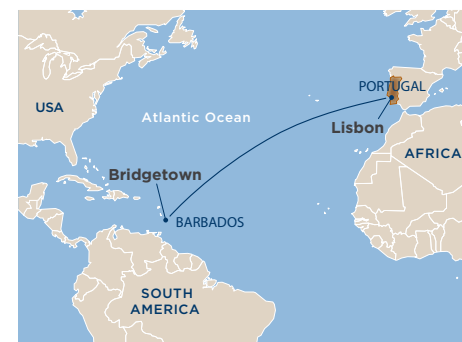 PORTUGAL
USA
Atlantic Ocean
Lisbon
AFRICA
Bridgetown
BARBADOS
SOUTH
AMERICA